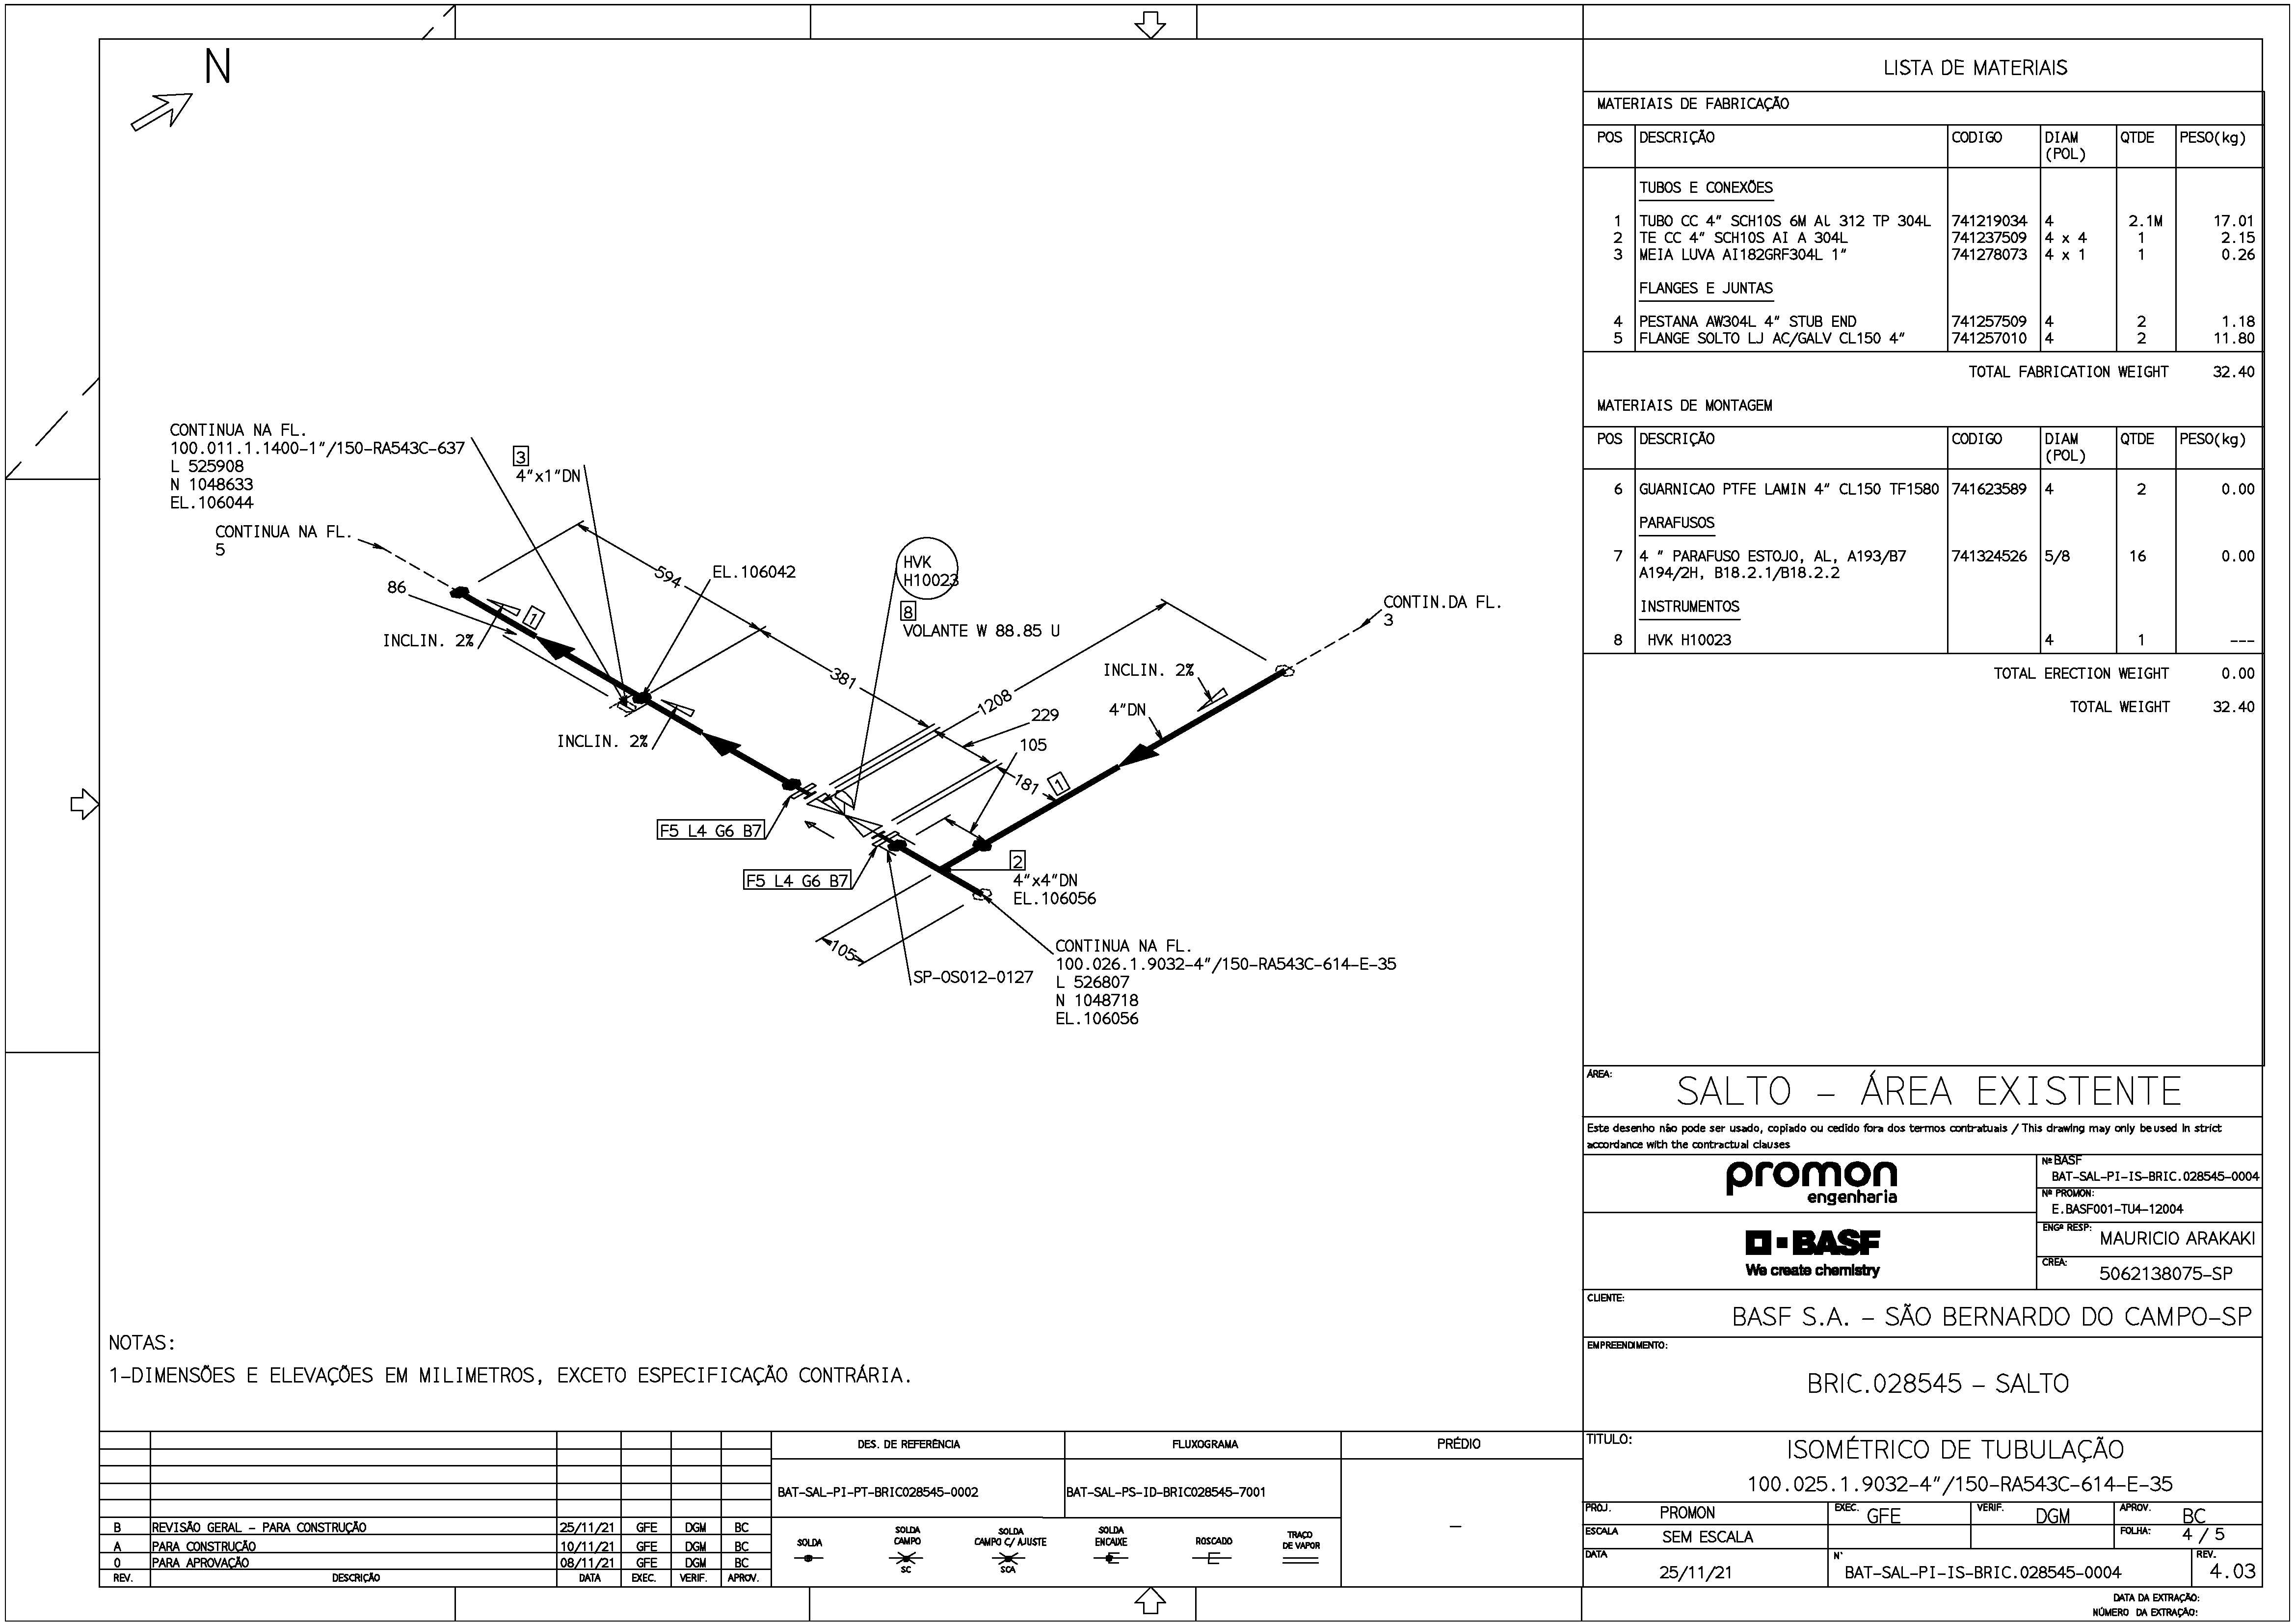 N
CONTINUA NA FL.
100.011.1.1400-1"/150-RA543C-637
L 525908
N 1048633
EL.106044
CONTINUA NA FL.
5
86
INCLIN. 2%
1
3
4"x1"DN
594
EL.106042
INCLIN. 2%
381
HVK
H10023
8
VOLANTE W 88.85 U
1208
229
105
181
1
INCLIN. 2%
4"DN
CONTIN.DA FL.
3
F5 L4 G6 B7
F5 L4 G6 B7
2
4"x4"DN
EL.106056
105
SP-OS012-0127
CONTINUA NA FL.
100.026.1.9032-4"/150-RA543C-614-E-35
L 526807
N 1048718
EL.106056
NOTAS:
1-DIMENSÕES E ELEVAÇÕES EM MILIMETROS, EXCETO ESPECIFICAÇÃO CONTRÁRIA.
LISTA DE MATERIAIS
MATERIAIS DE FABRICAÇÃO
POS DESCRIÇÃO CODIGO DIAM (POL) QTDE PESO(kg)
TUBOS E CONEXÕES
1 TUBO CC 4" SCH10S 6M AL 312 TP 304L 741219034 4 2.1M 17.01
2 TE CC 4" SCH10S AI A 304L 741237509 4 x 4 1 2.15
3 MEIA LUVA AI182GRF304L 1" 741278073 4 x 1 1 0.26
FLANGES E JUNTAS
4 PESTANA AW304L 4" STUB END 741257509 4 2 1.18
5 FLANGE SOLTO LJ AC/GALV CL150 4" 741257010 4 2 11.80
TOTAL FABRICATION WEIGHT 32.40
MATERIAIS DE MONTAGEM
POS DESCRIÇÃO CODIGO DIAM (POL) QTDE PESO(kg)
6 GUARNICAO PTFE LAMIN 4" CL150 TF1580 741623589 4 2 0.00
PARAFUSOS
7 4 " PARAFUSO ESTOJO, AL, A193/B7 741324526 5/8 16 0.00
A194/2H, B18.2.1/B18.2.2
INSTRUMENTOS
8 HVK H10023 4 1 ---
TOTAL ERECTION WEIGHT 0.00
TOTAL WEIGHT 32.40
ÁREA:
SALTO - ÁREA EXISTENTE
Este desenho não pode ser usado, copiado ou cedido fora dos termos contratuais / This drawing may only be used in strict
accordance with the contractual clauses
promon
engenharia
Nº BASF
BAT-SAL-PI-IS-BRIC.028545-0004
Nº PROMON:
E.BASF001-TU4-12004
BASF
We create chemistry
ENGº RESP:
MAURICIO ARAKAKI
CREA:
5062138075-SP
CLIENTE:
BASF S.A. - SÃO BERNARDO DO CAMPO-SP
EMPREENDIMENTO:
BRIC.028545 - SALTO
TITULO:
ISOMÉTRICO DE TUBULAÇÃO
100.025.1.9032-4"/150-RA543C-614-E-35
PROJ. PROMON EXEC. GFE VERIF. DGM APROV. BC
ESCALA SEM ESCALA FOLHA: 4 / 5
DATA 25/11/21 N° BAT-SAL-PI-IS-BRIC.028545-0004 REV. 4.03
DATA DA EXTRAÇÃO:
NÚMERO DA EXTRAÇÃO:
B REVISÃO GERAL - PARA CONSTRUÇÃO 25/11/21 GFE DGM BC
A PARA CONSTRUÇÃO 10/11/21 GFE DGM BC
0 PARA APROVAÇÃO 08/11/21 GFE DGM BC
REV. DESCRIÇÃO DATA EXEC. VERIF. APROV.
DES. DE REFERÊNCIA FLUXOGRAMA PRÉDIO
BAT-SAL-PI-PT-BRIC028545-0002 BAT-SAL-PS-ID-BRIC028545-7001
-
SOLDA
SOLDA CAMPO
SC
SOLDA CAMPO C/ AJUSTE
SCA
SOLDA ENCAIXE
ROSCADO
TRAÇO DE VAPOR